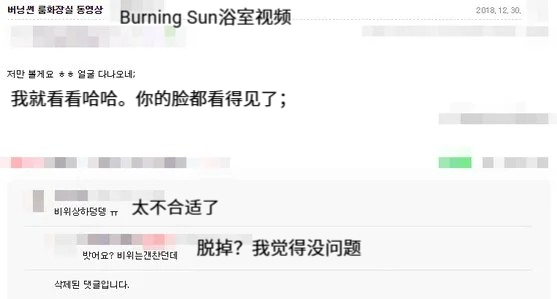 버닝썬 룸화장실 동영상
Burning Sun浴室视频
2018.12.30.
저만 볼게요 ㅎㅎ 얼굴 다나오네;
我就看看哈哈。你的脸都看得见了；
비위상하덩뎅 ㅠ
太不合适了
밧어요? 비위는갠찬던데
脱掉？我觉得没问题
삭제된 댓글입니다.